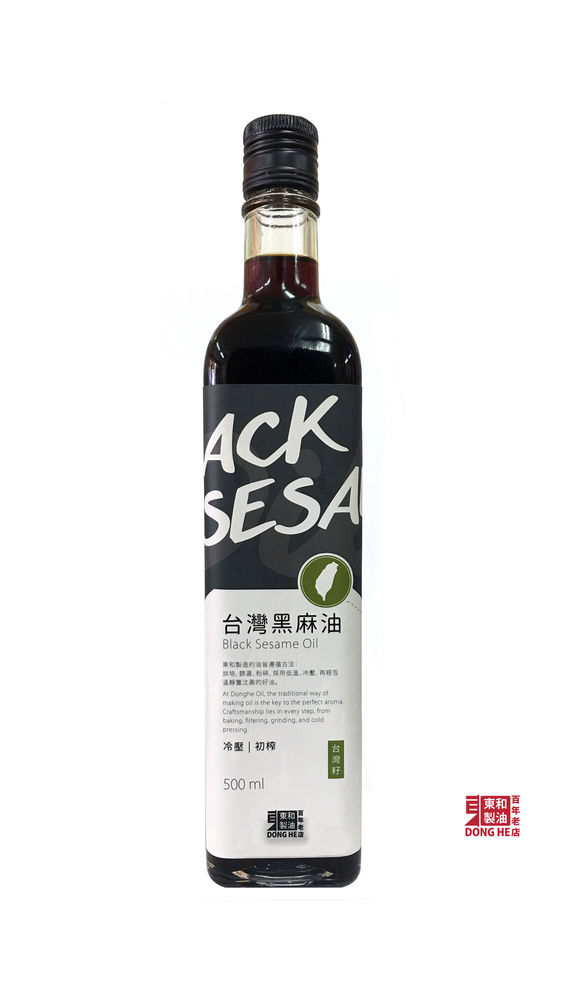 ACK
SESA
台灣黑麻油
Black Sesame Oil
東和製造的油皆遵循古法：
烘培、篩選、粉碎，採用低溫、冷壓，再經恆
溫靜置沈澱的好油。
At Donghe Oil, the traditional way of
making oil is the key to the perfect aroma.
Craftsmanship lies in every step, from
baking, filtering, grinding, and cold
pressing.
冷壓 | 初榨
台灣籽
500 ml
東和
製油
百年老店
DONG HE
東和
製油
百年老店
DONG HE